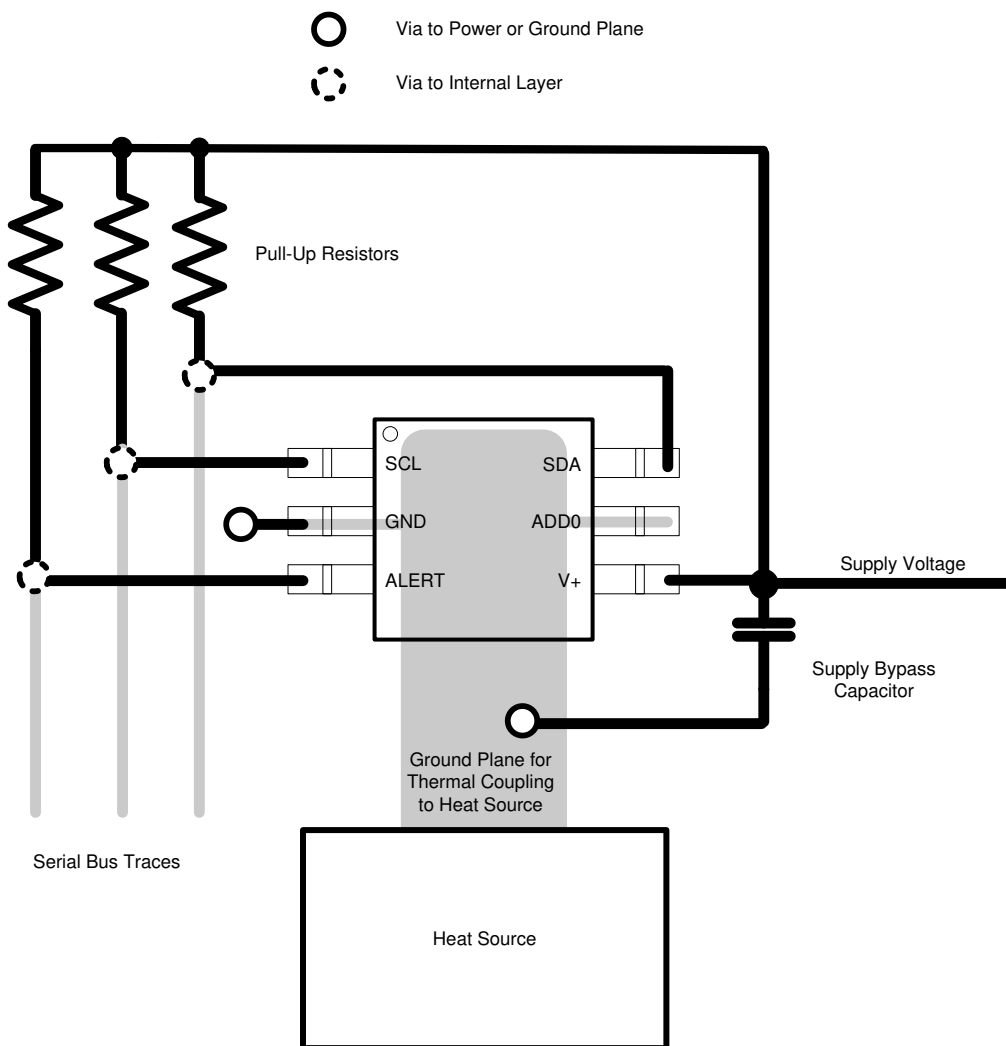 Via to Power or Ground Plane
Via to Internal Layer
Pull-Up Resistors
SCL
SDA
GND
ADD0
ALERT
V+
Supply Voltage
Supply Bypass
Capacitor
Ground Plane for
Thermal Coupling
to Heat Source
Serial Bus Traces
Heat Source